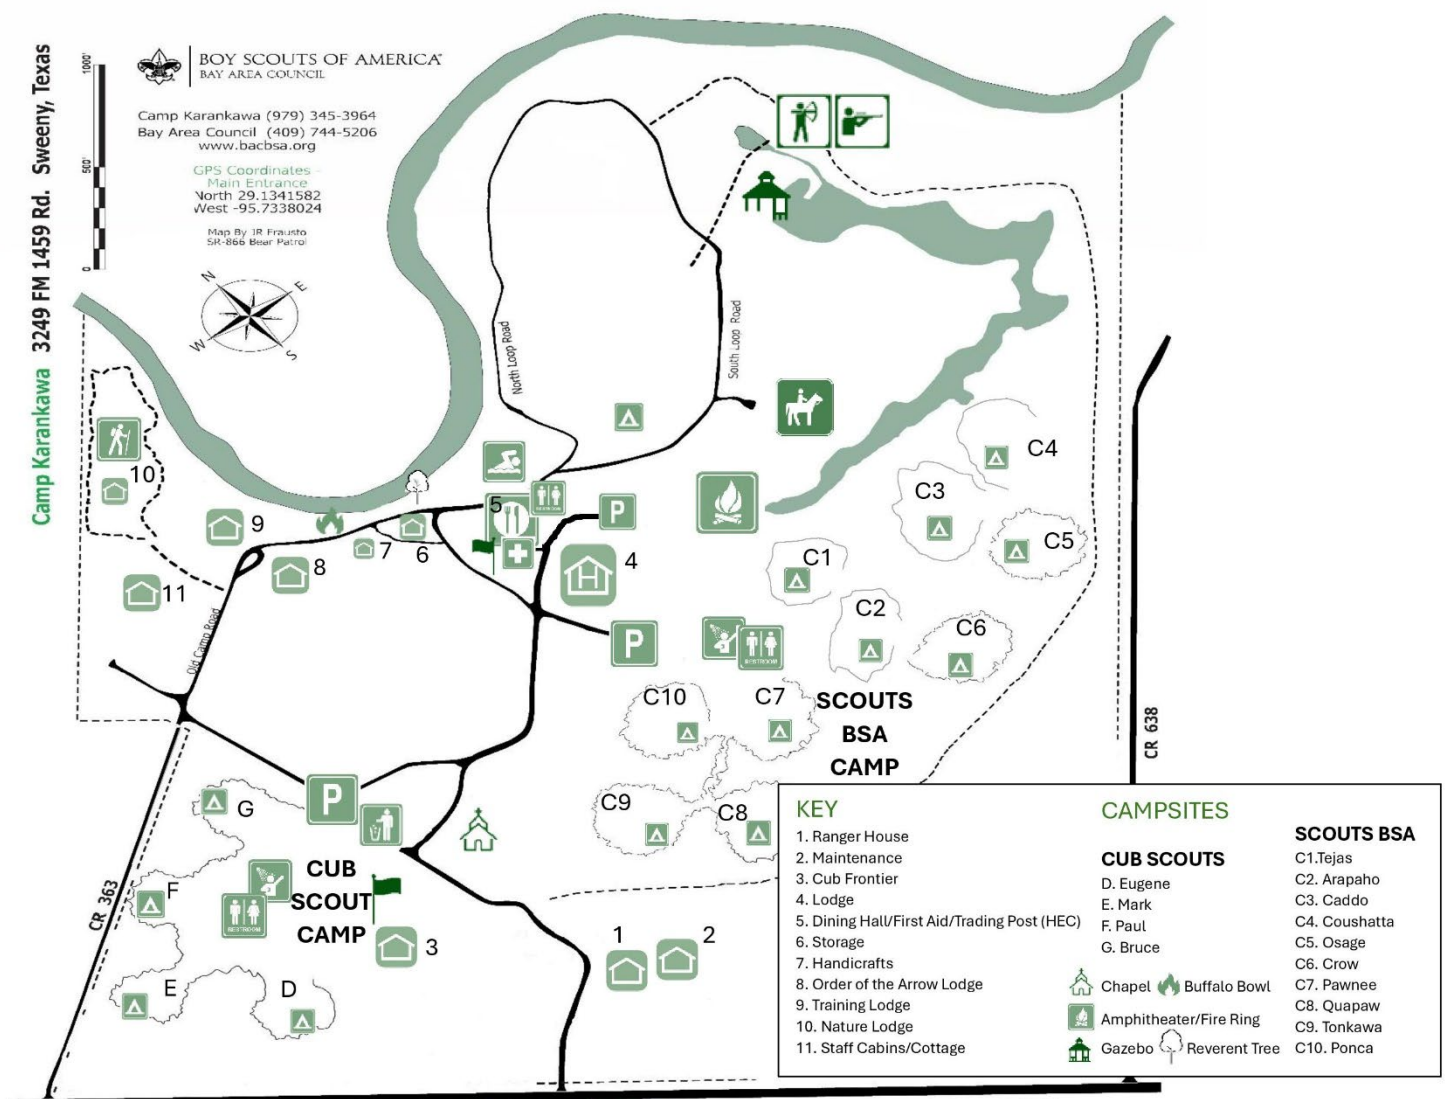 Camp Karankawa 3249 FM 1459 Rd. Sweeny, Texas
1000'
500'
0
BOY SCOUTS OF AMERICA
BAY AREA COUNCIL
Camp Karankawa (979) 345-3964
Bay Area Council (409) 744-5206
www.bacbsa.org
GPS Coordinates -
Main Entrance
North 29.1341582
West -95.7338024
Map By JR Frausto
SR-866 Bear Patrol
N
E
W
S
North Loop Road
South Loop Road
10
9
11
8
7
6
5
RESTROOM
P
H
4
P
C4
C3
C5
C1
C2
C6
RESTROOM
C10
C7
SCOUTS
BSA
CAMP
C9
C8
Old Camp Road
CR 638
CR 363
P
G
F
E
D
RESTROOM
CUB
SCOUT
CAMP
3
1
2
KEY
1. Ranger House
2. Maintenance
3. Cub Frontier
4. Lodge
5. Dining Hall/First Aid/Trading Post (HEC)
6. Storage
7. Handicrafts
8. Order of the Arrow Lodge
9. Training Lodge
10. Nature Lodge
11. Staff Cabins/Cottage
CAMPSITES
CUB SCOUTS
D. Eugene
E. Mark
F. Paul
G. Bruce
Chapel
Buffalo Bowl
Amphitheater/Fire Ring
Gazebo
Reverent Tree
SCOUTS BSA
C1.Tejas
C2. Arapaho
C3. Caddo
C4. Coushatta
C5. Osage
C6. Crow
C7. Pawnee
C8. Quapaw
C9. Tonkawa
C10. Ponca